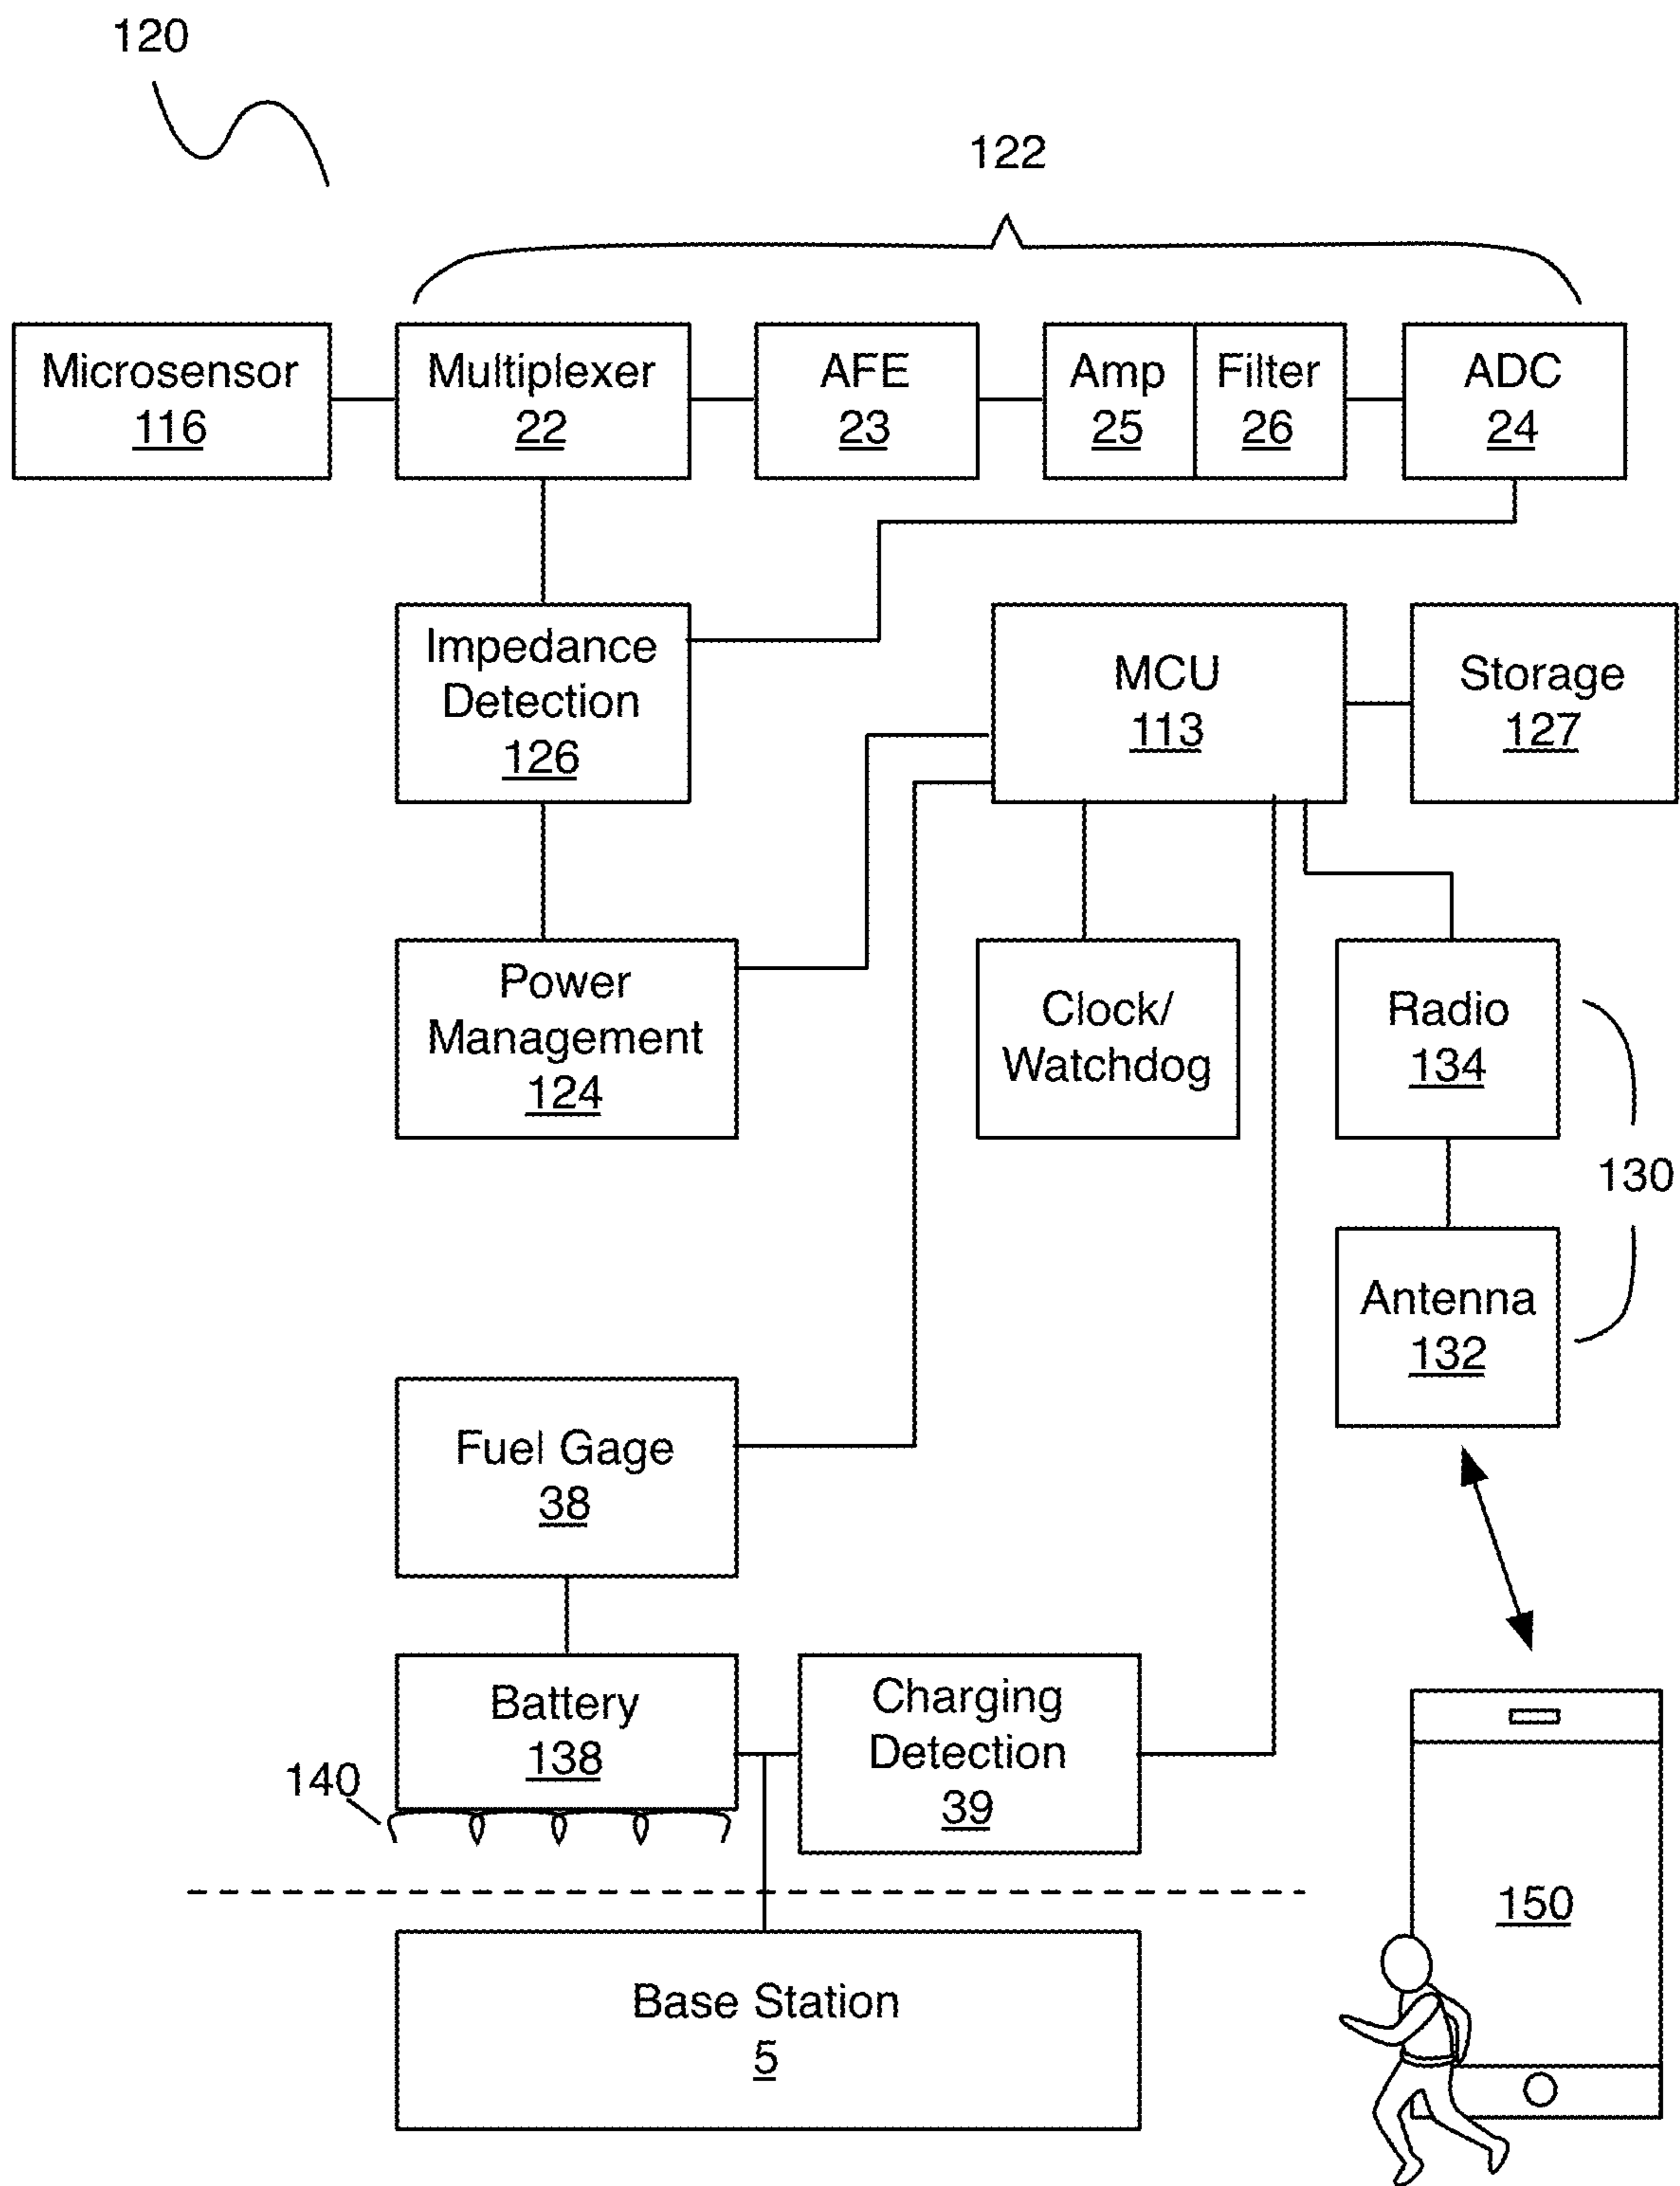 120
122
Microsensor
116
Multiplexer
22
AFE
23
Amp
25
Filter
26
ADC
24
Impedance
Detection
126
MCU
113
Storage
127
Power
Management
124
Clock/
Watchdog
Radio
134
130
Antenna
132
Fuel Gage
38
Battery
138
140
Charging
Detection
39
150
Base Station
5